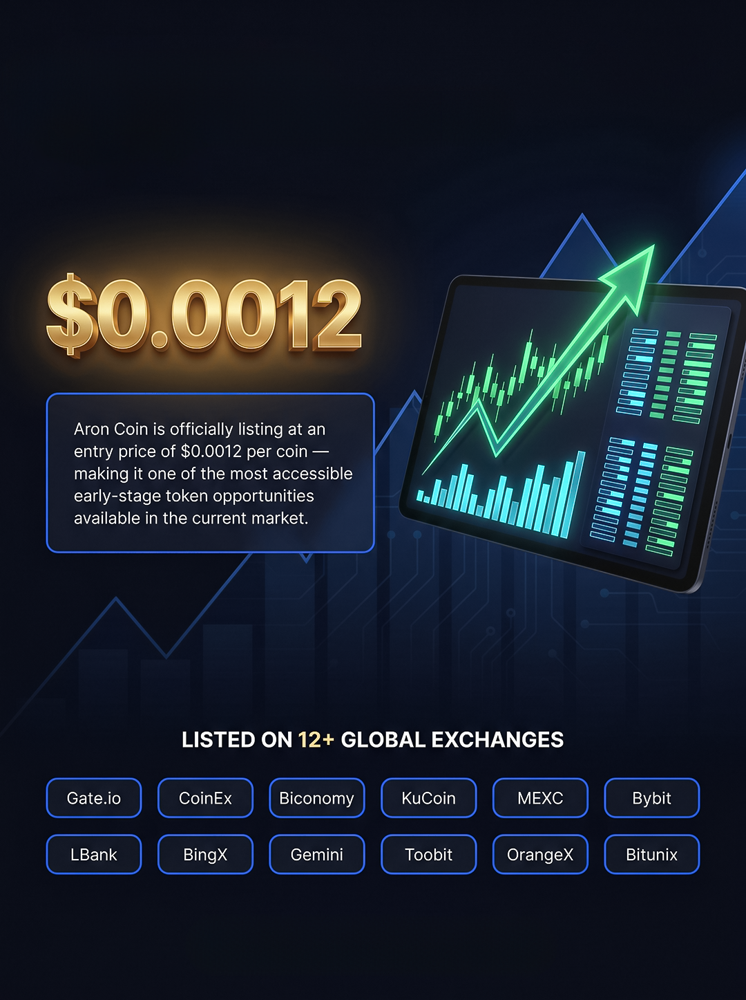 $0.0012
Aron Coin is officially listing at an
entry price of $0.0012 per coin —
making it one of the most accessible
early-stage token opportunities
available in the current market.
LISTED ON 12+ GLOBAL EXCHANGES
Gate.io CoinEx Biconomy KuCoin MEXC Bybit
LBank BingX Gemini Toobit OrangeX Bitunix